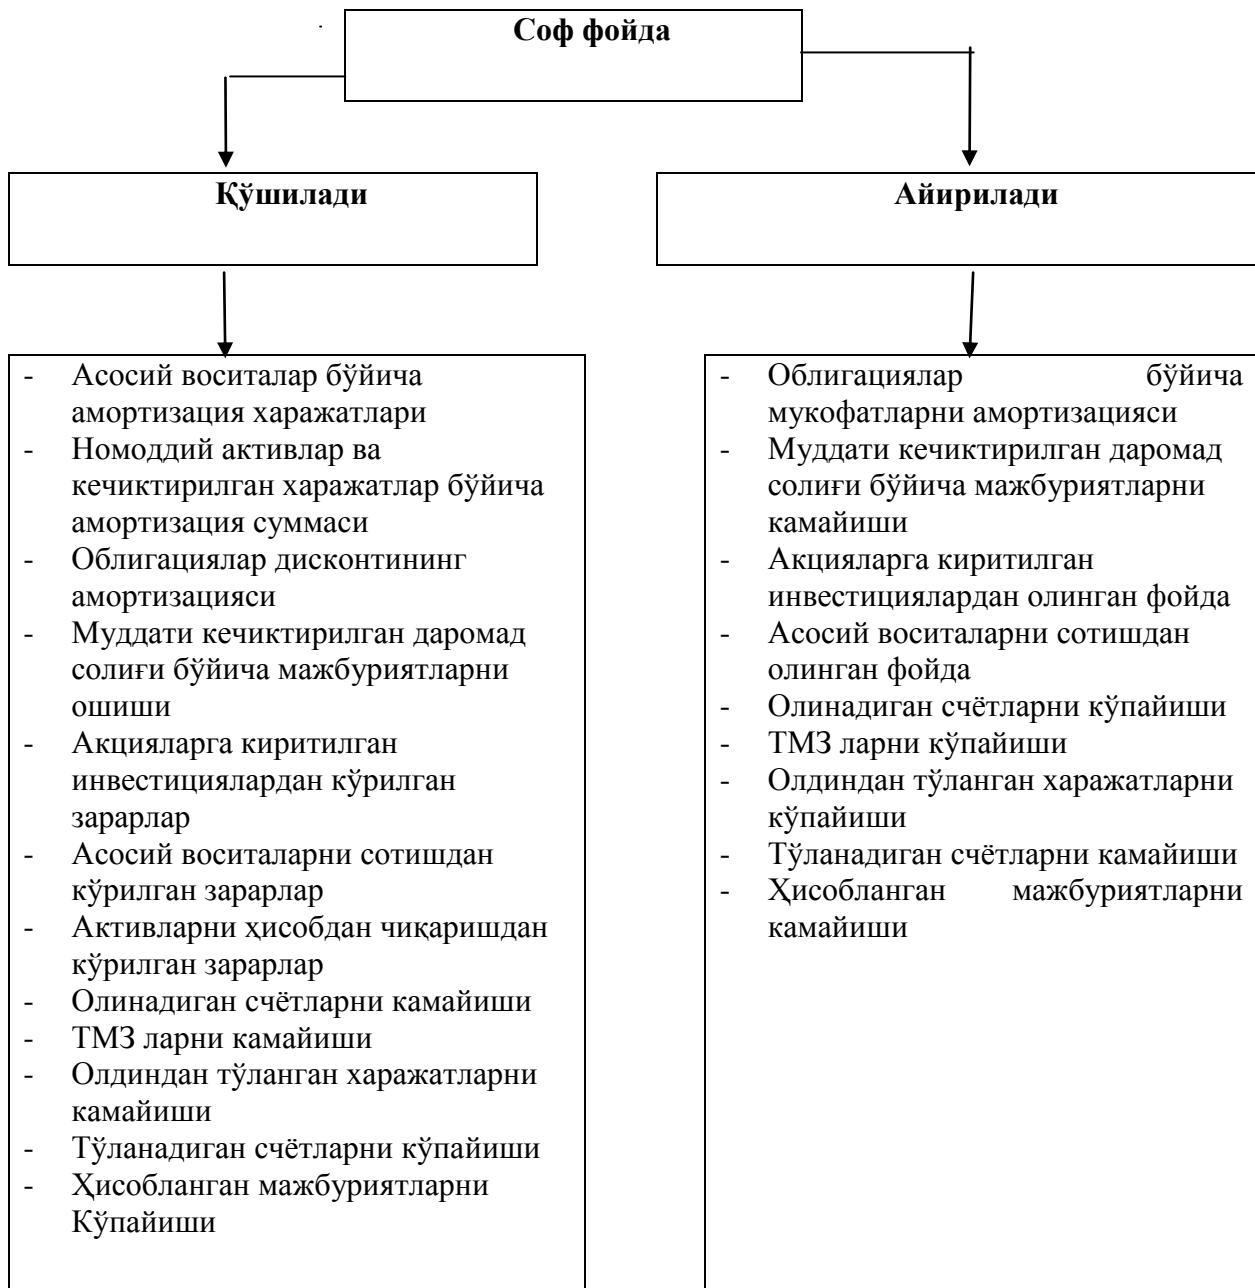 Соф фойда
Қўшилади
Айирилади
- Асосий воситалар бўйича
амортизация харажатлари
- Номоддий активлар ва
кечиктирилган харажатлар бўйича
амортизация суммаси
- Облигациялар дисконтининг
амортизацияси
- Муддати кечиктирилган даромад
солиғи бўйича мажбуриятларни
ошиши
- Акцияларга киритилган
инвестициялардан кўрилган
зарарлар
- Асосий воситаларни сотишдан
кўрилган зарарлар
- Активларни ҳисобдан чиқаришдан
кўрилган зарарлар
- Олинадиган счётларни камайиши
- ТМЗ ларни камайиши
- Олдиндан тўланган харажатларни
камайиши
- Тўланадиган счётларни кўпайиши
- Ҳисобланган мажбуриятларни
Кўпайиши
- Облигациялар бўйича
мукофатларни амортизацияси
- Муддати кечиктирилган даромад
солиғи бўйича мажбуриятларни
камайиши
- Акцияларга киритилган
инвестициялардан олинган фойда
- Асосий воситаларни сотишдан
олинган фойда
- Олинадиган счётларни кўпайиши
- ТМЗ ларни кўпайиши
- Олдиндан тўланган харажатларни
кўпайиши
- Тўланадиган счётларни камайиши
- Ҳисобланган мажбуриятларни
камайиши